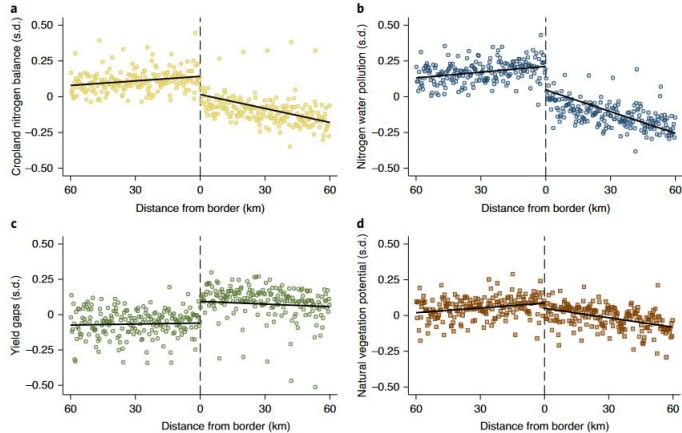 a
Cropland nitrogen balance (s.d.)
0.50
0.25
0
−0.25
−0.50
60 30 0 30 60
Distance from border (km)
b
Nitrogen water pollution (s.d.)
0.50
0.25
0
−0.25
−0.50
60 30 0 30 60
Distance from border (km)
c
Yield gaps (s.d.)
0.50
0.25
0
−0.25
−0.50
60 30 0 30 60
Distance from border (km)
d
Natural vegetation potential (s.d.)
0.50
0.25
0
−0.25
−0.50
60 30 0 30 60
Distance from border (km)